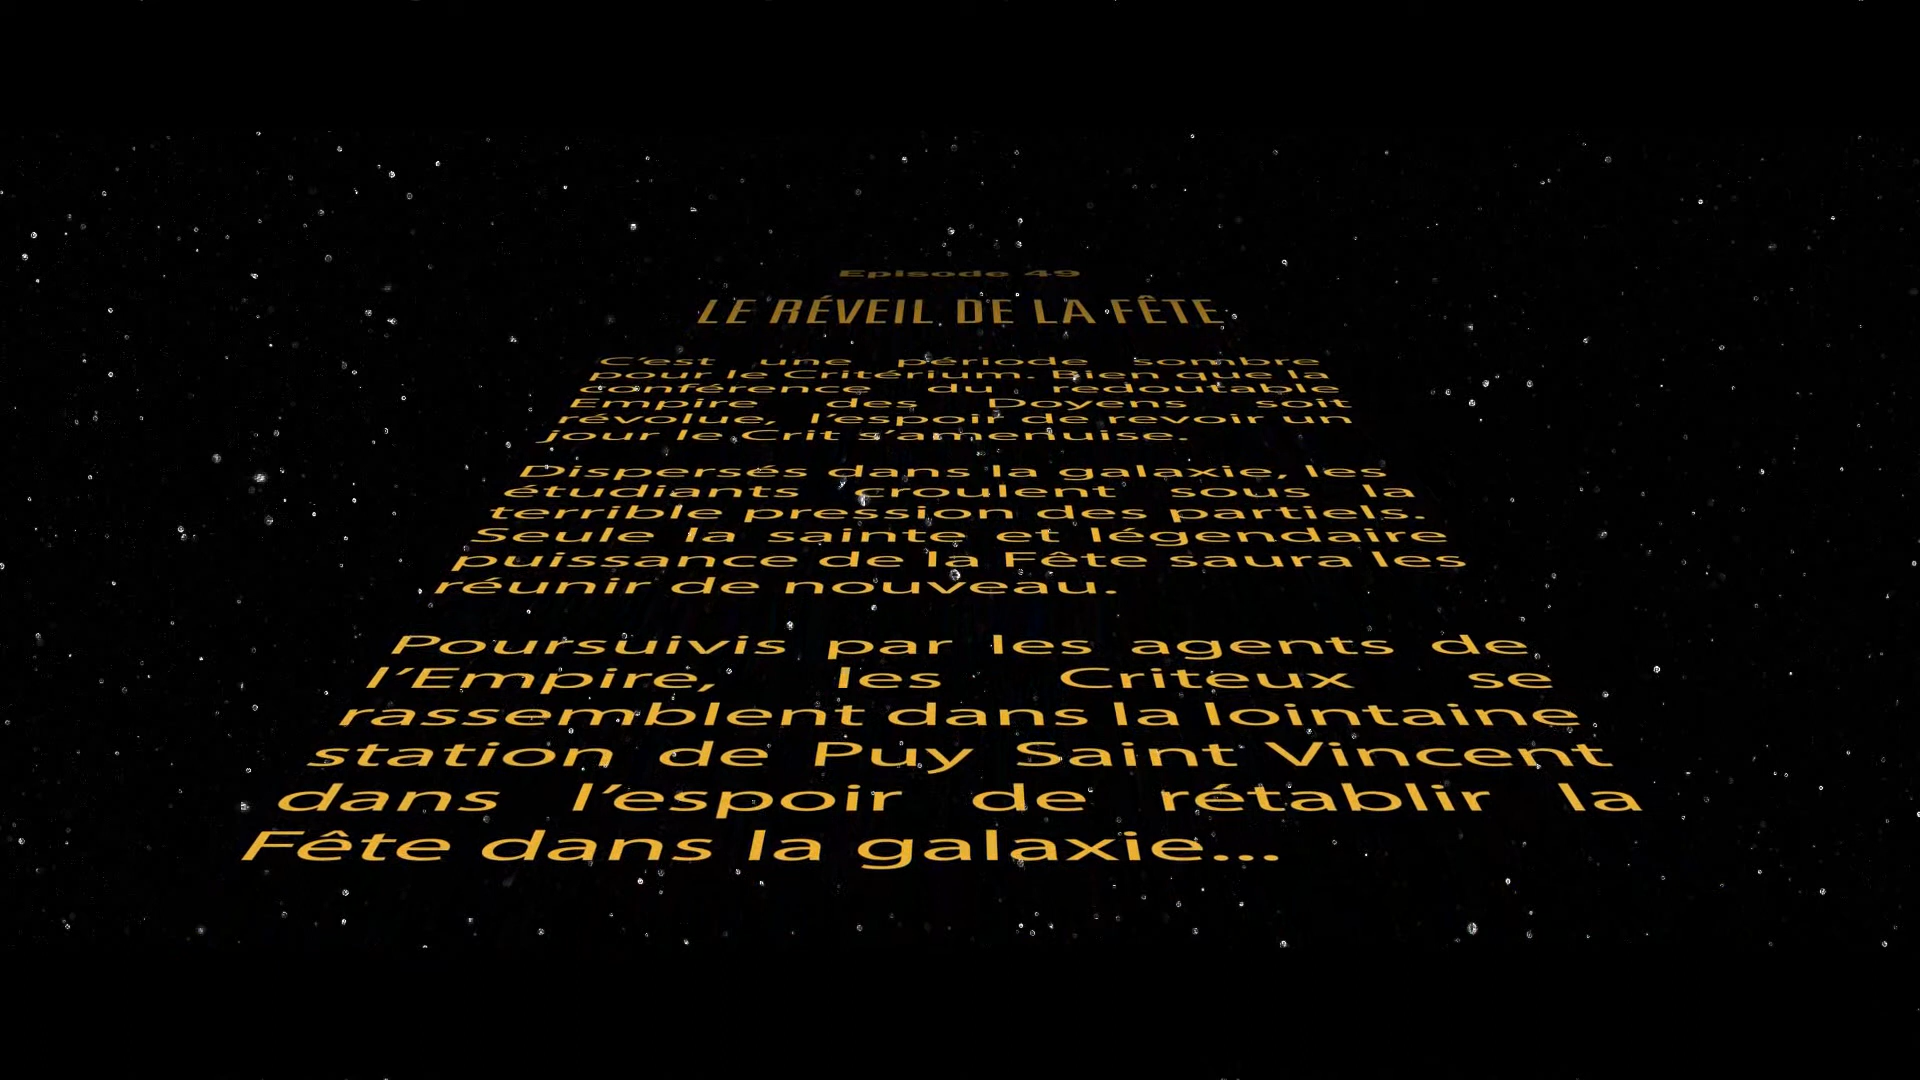 Episode 49
LE RÉVEIL DE LA FÊTE
C'est une période sombre
pour le Critérium. Bien que la
conférence du redoutable
Empire des Doyens soit
révolue, l'espoir de revoir un
jour le Crit s'amenuise.
Dispersés dans la galaxie, les
étudiants croulent sous la
terrible pression des partiels.
Seule la sainte et légendaire
puissance de la Fête saura les
réunir de nouveau.
Poursuivis par les agents de
l'Empire, les Criteux se
rassemblent dans la lointaine
station de Puy Saint Vincent
dans l'espoir de rétablir la
Fête dans la galaxie...